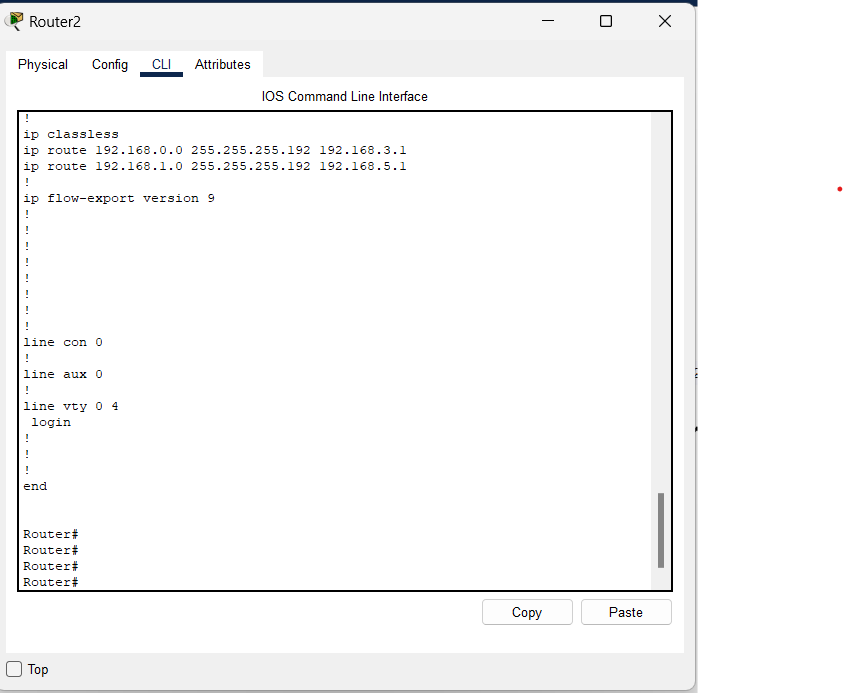 Router2
Physical Config CLI Attributes
IOS Command Line Interface
!
ip classless
ip route 192.168.0.0 255.255.255.192 192.168.3.1
ip route 192.168.1.0 255.255.255.192 192.168.5.1
!
ip flow-export version 9
!
!
!
!
!
!
!
!
line con 0
!
line aux 0
!
line vty 0 4
login
!
!
!
end
Router#
Router#
Router#
Router#
Copy Paste
Top